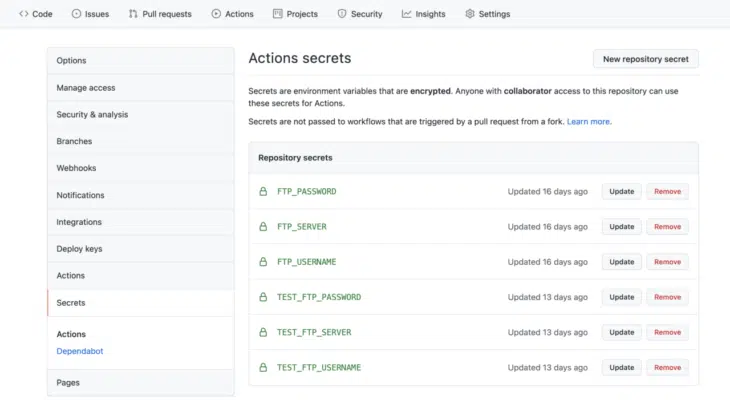 Code Issues Pull requests Actions Projects Security Insights Settings
Options
Manage access
Security & analysis
Branches
Webhooks
Notifications
Integrations
Deploy keys
Actions
Secrets
Actions
Dependabot
Pages
Actions secrets New repository secret
Secrets are environment variables that are encrypted. Anyone with collaborator access to this repository can use
these secrets for Actions.
Secrets are not passed to workflows that are triggered by a pull request from a fork. Learn more.
Repository secrets
FTP_PASSWORD Updated 16 days ago Update Remove
FTP_SERVER Updated 16 days ago Update Remove
FTP_USERNAME Updated 16 days ago Update Remove
TEST_FTP_PASSWORD Updated 13 days ago Update Remove
TEST_FTP_SERVER Updated 13 days ago Update Remove
TEST_FTP_USERNAME Updated 13 days ago Update Remove